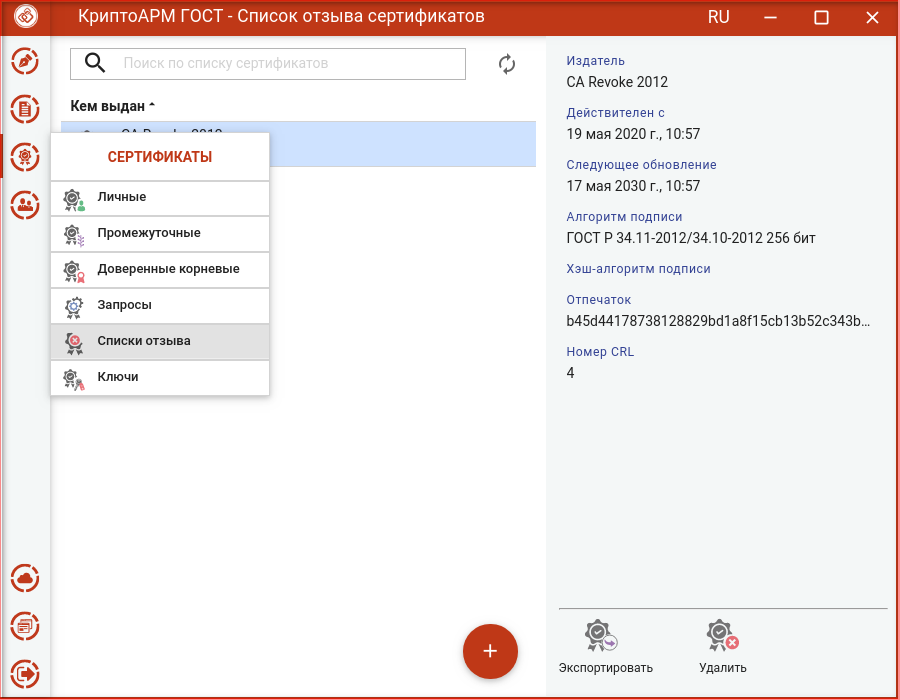 КриптоАРМ ГОСТ - Список отзыва сертификатов
RU
Поиск по списку сертификатов
Кем выдан
CA Revoke 2012
СЕРТИФИКАТЫ
Личные
Промежуточные
Доверенные корневые
Запросы
Списки отзыва
Ключи
Издатель
CA Revoke 2012
Действителен с
19 мая 2020 г., 10:57
Следующее обновление
17 мая 2030 г., 10:57
Алгоритм подписи
ГОСТ Р 34.11-2012/34.10-2012 256 бит
Хэш-алгоритм подписи
Отпечаток
b45d44178738128829bd1a8f15cb13b52c343b...
Номер CRL
4
Экспортировать
Удалить